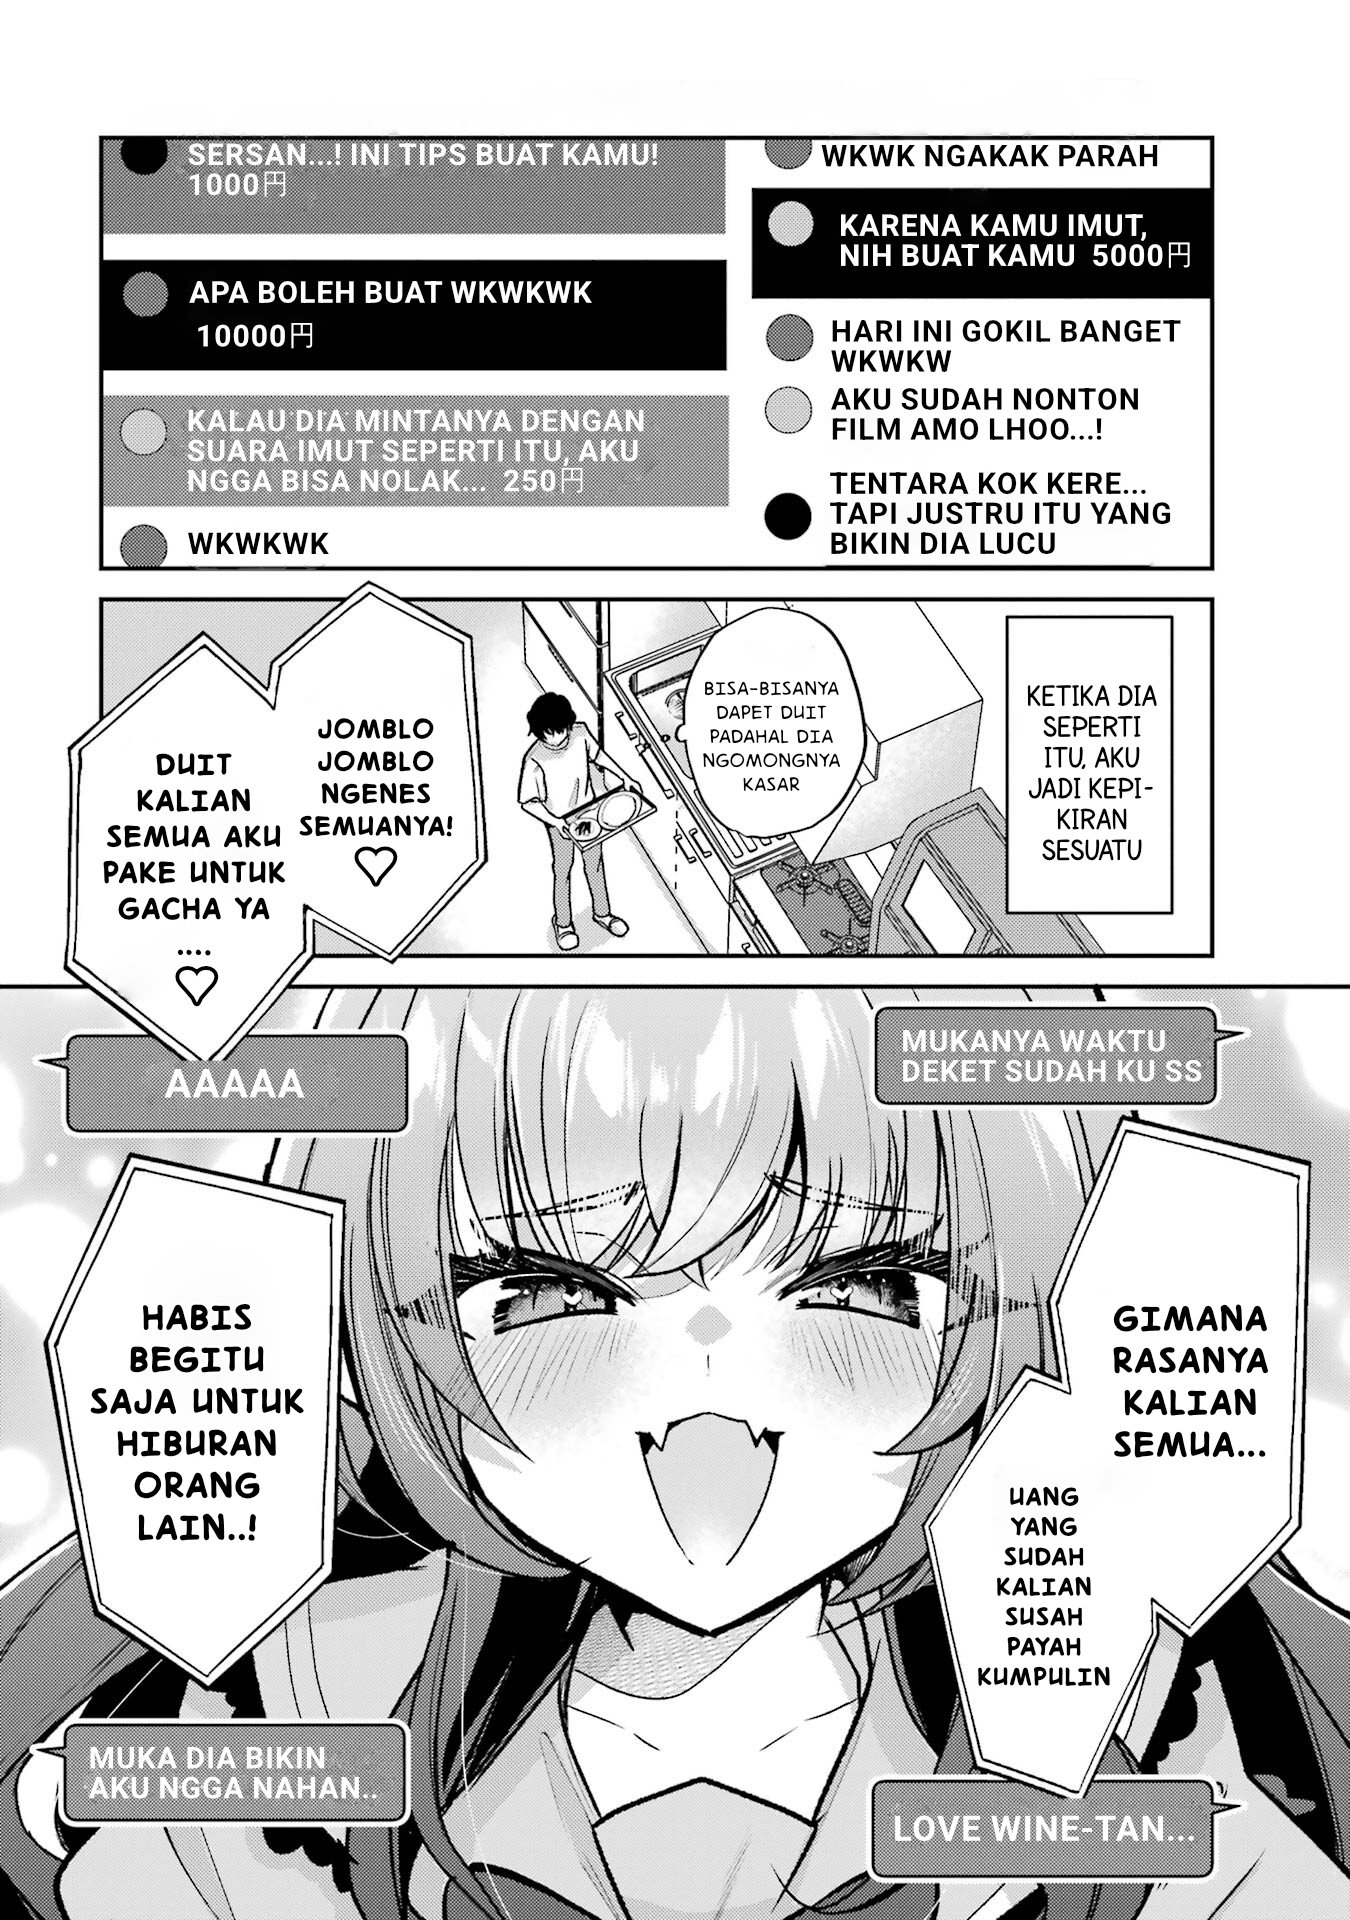 WKWK NGAKAK PARAH
KARENA KAMU IMUT,
NIH BUAT KAMU 5000円
HARI INI GOKIL BANGET
WKWKW
AKU SUDAH NONTON
FILM AMO LHOO...!
TENTARA KOK KERE...
TAPI JUSTRU ITU YANG
BIKIN DIA LUCU
SERSAN...! INI TIPS BUAT KAMU!
1000円
APA BOLEH BUAT WKWKWK
10000円
KALAU DIA MINTANYA DENGAN
SUARA IMUT SEPERTI ITU, AKU
NGGA BISA NOLAK... 250円
WKWKWK
KETIKA DIA
SEPERTI
ITU, AKU
JADI KEPI-
KIRAN
SESUATU
BISA-BISANYA
DAPET DUIT
PADAHAL DIA
NGOMONGNYA
KASAR
JOMBLO
JOMBLO
NGENES
SEMUANYA!
♡
DUIT
KALIAN
SEMUA AKU
PAKE UNTUK
GACHA YA
....
♡
MUKANYA WAKTU
DEKET SUDAH KU SS
AAAAA
GIMANA
RASANYA
KALIAN
SEMUA...
UANG
YANG
SUDAH
KALIAN
SUSAH
PAYAH
KUMPULIN
HABIS
BEGITU
SAJA UNTUK
HIBURAN
ORANG
LAIN..!
MUKA DIA BIKIN
AKU NGGA NAHAN..
LOVE WINE-TAN...